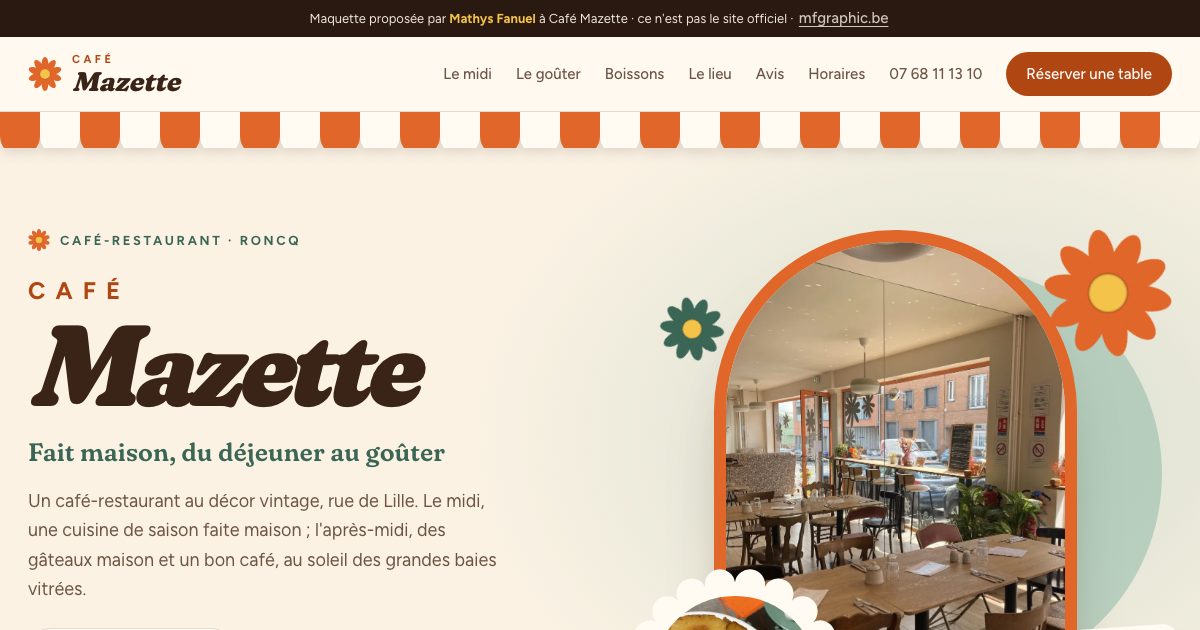 Maquette proposée par Mathys Fanuel à Café Mazette · ce n'est pas le site officiel · mfgraphic.be
CAFÉ
Mazette
Le midi Le goûter Boissons Le lieu Avis Horaires 07 68 11 13 10 Réserver une table
CAFÉ-RESTAURANT · RONCQ
CAFÉ
Mazette
Fait maison, du déjeuner au goûter
Un café-restaurant au décor vintage, rue de Lille. Le midi,
une cuisine de saison faite maison ; l'après-midi, des
gâteaux maison et un bon café, au soleil des grandes baies
vitrées.